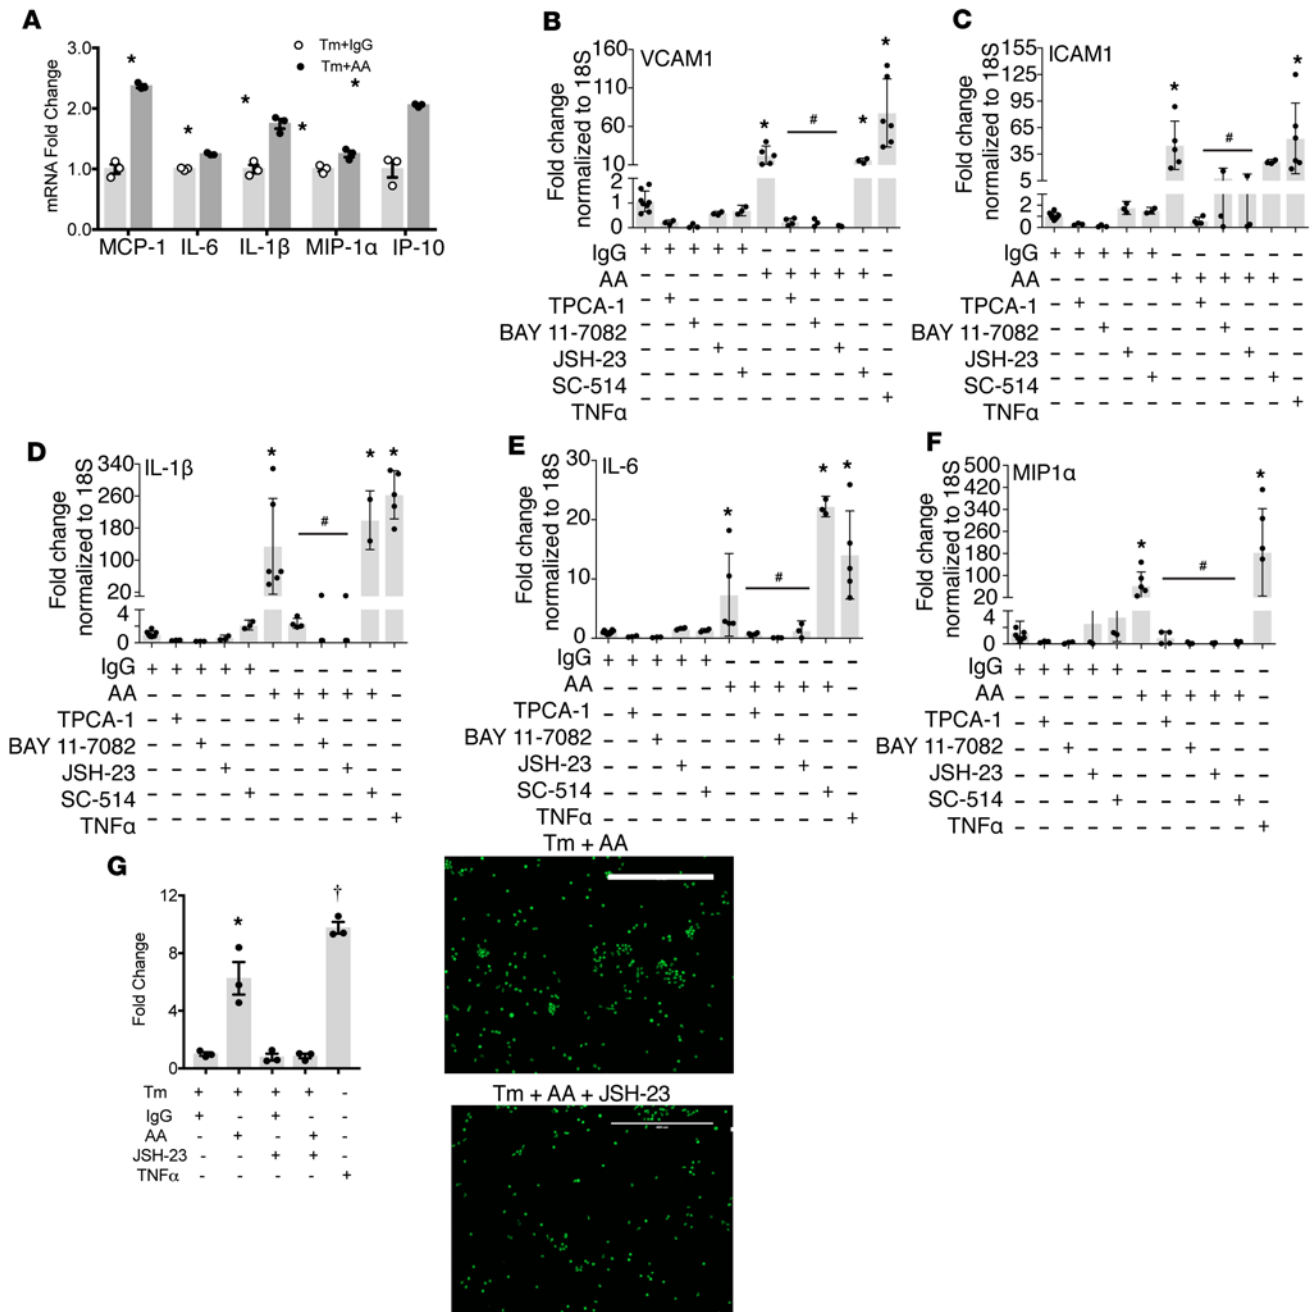 A
Tm+IgG
Tm+AA
mRNA Fold Change
3.0
2.0
1.0
0.0
* * * * *
MCP-1 IL-6 IL-1β MIP-1α IP-10
B
VCAM1
Fold change
normalized to 18S
160
110
60
10
2
1
0
* # * *
IgG + + + + + – – – – – –
AA – – – – – + + + + + –
TPCA-1 – + – – – – + – – – –
BAY 11-7082 – – + – – – – + – – –
JSH-23 – – – + – – – – + – –
SC-514 – – – – + – – – – + –
TNFα – – – – – – – – – – +
C
ICAM1
Fold change
normalized to 18S
155
125
95
65
35
5
2
0
* # *
IgG + + + + + – – – – – –
AA – – – – – + + + + + –
TPCA-1 – + – – – – + – – – –
BAY 11-7082 – – + – – – – + – – –
JSH-23 – – – + – – – – + – –
SC-514 – – – – + – – – – + –
TNFα – – – – – – – – – – +
D
IL-1β
Fold change
normalized to 18S
340
260
180
100
20
4
2
0
* # * *
IgG + + + + + – – – – – –
AA – – – – – + + + + + –
TPCA-1 – + – – – – + – – – –
BAY 11-7082 – – + – – – – + – – –
JSH-23 – – – + – – – – + – –
SC-514 – – – – + – – – – + –
TNFα – – – – – – – – – – +
E
IL-6
Fold change
normalized to 18S
30
20
10
0
* # * *
IgG + + + + + – – – – – –
AA – – – – – + + + + + –
TPCA-1 – + – – – – + – – – –
BAY 11-7082 – – + – – – – + – – –
JSH-23 – – – + – – – – + – –
SC-514 – – – – + – – – – + –
TNFα – – – – – – – – – – +
F
MIP1α
Fold change
normalized to 18S
500
420
340
260
180
100
20
4
2
0
* # *
IgG + + + + + – – – – – –
AA – – – – – + + + + + –
TPCA-1 – + – – – – + – – – –
BAY 11-7082 – – + – – – – + – – –
JSH-23 – – – + – – – – + – –
SC-514 – – – – + – – – – + –
TNFα – – – – – – – – – – +
G
Fold Change
12
8
4
0
* †
Tm + + + + -
IgG + - + - -
AA - + - + -
JSH-23 - - + + -
TNFα - - - - +
Tm + AA
Tm + AA + JSH-23